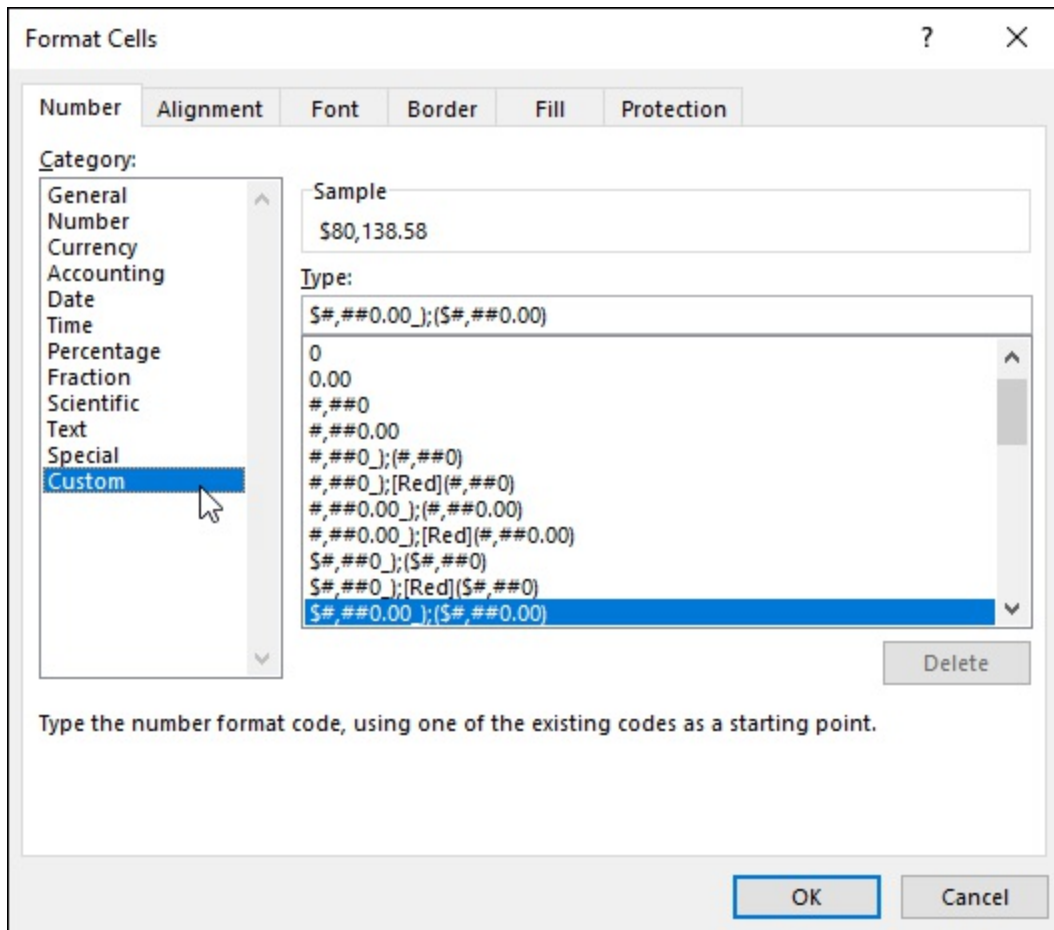 Format Cells ? ×
Number Alignment Font Border Fill Protection
Category:
General
Number
Currency
Accounting
Date
Time
Percentage
Fraction
Scientific
Text
Special
Custom
Sample
$80,138.58
Type:
$#,##0.00_);($#,##0.00)
0
0.00
#,##0
#,##0.00
#,##0_);(#,##0)
#,##0_);[Red](#,##0)
#,##0.00_);(#,##0.00)
#,##0.00_);[Red](#,##0.00)
$#,##0_);($#,##0)
$#,##0_);[Red]($#,##0)
$#,##0.00_);($#,##0.00)
Delete
Type the number format code, using one of the existing codes as a starting point.
OK Cancel